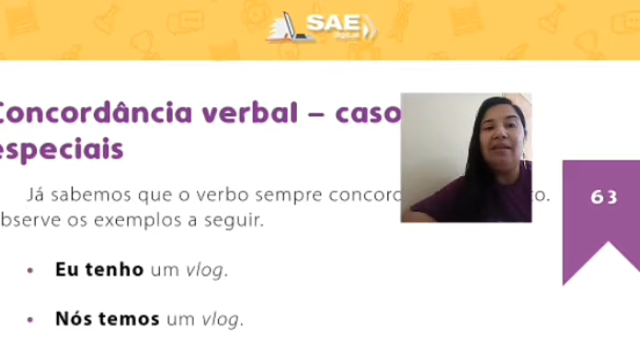 SAE
Concordância verbal – caso
especiais
Já sabemos que o verbo sempre concord to.
bserve os exemplos a seguir.
63
• Eu tenho um vlog.
• Nós temos um vlog.